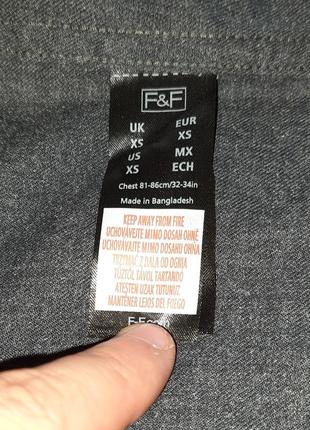 F&F
UK EUR
XS XS
US MX
XS ECH
Chest 81-86cm/32-34in
Made in Bangladesh
KEEP AWAY FROM FIRE
UCHOVÁVEJTE MIMO DOSAH OHNĚ
UCHOVÁVAJTE MIMO DOSAHU OHŇA
TRZYMAĆ Z DALA OD OGNIA
TŰZTŐL TÁVOL TARTANDÓ
ATEŞTEN UZAK TUTUNUZ
MANTENER LEJOS DEL FUEGO